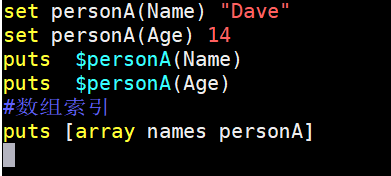 set personA(Name) "Dave"
set personA(Age) 14
puts  $personA(Name)
puts  $personA(Age)
#数组索引
puts [array names personA]